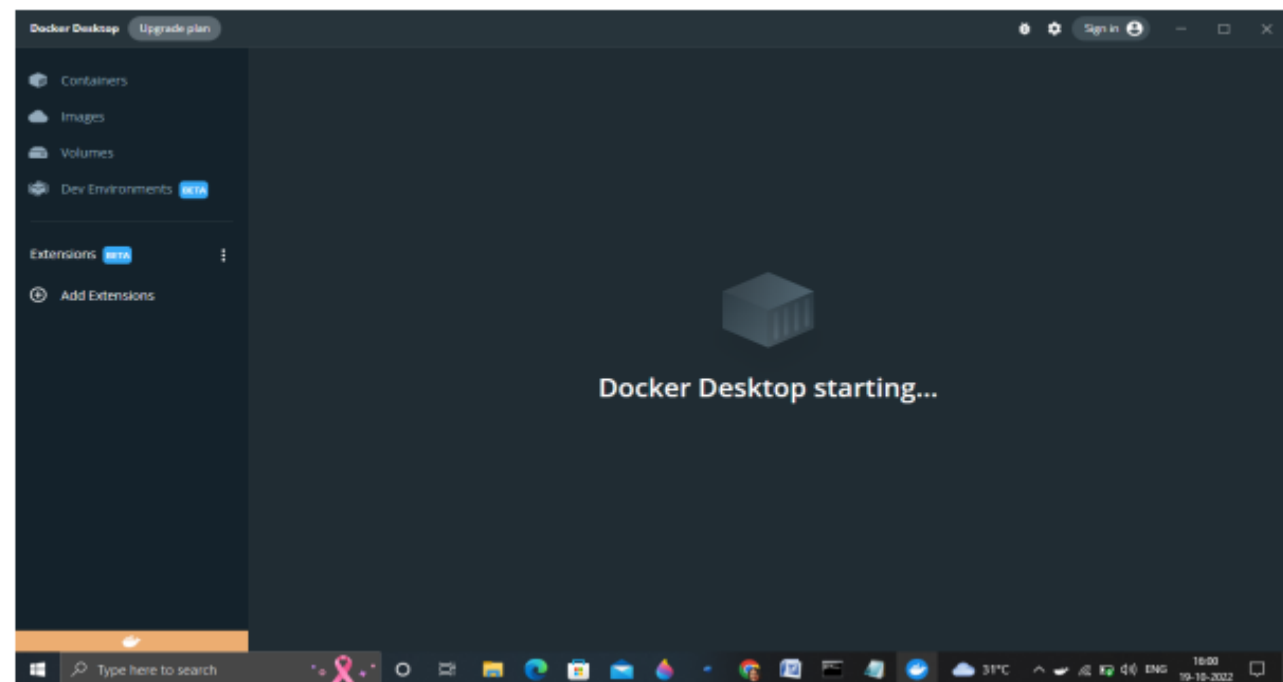 Docker Desktop Upgrade plan Sign in
Containers
Images
Volumes
Dev Environments BETA
Extensions BETA
Add Extensions
Docker Desktop starting...
Type here to search 31°C ENG 16:00
19-10-2022